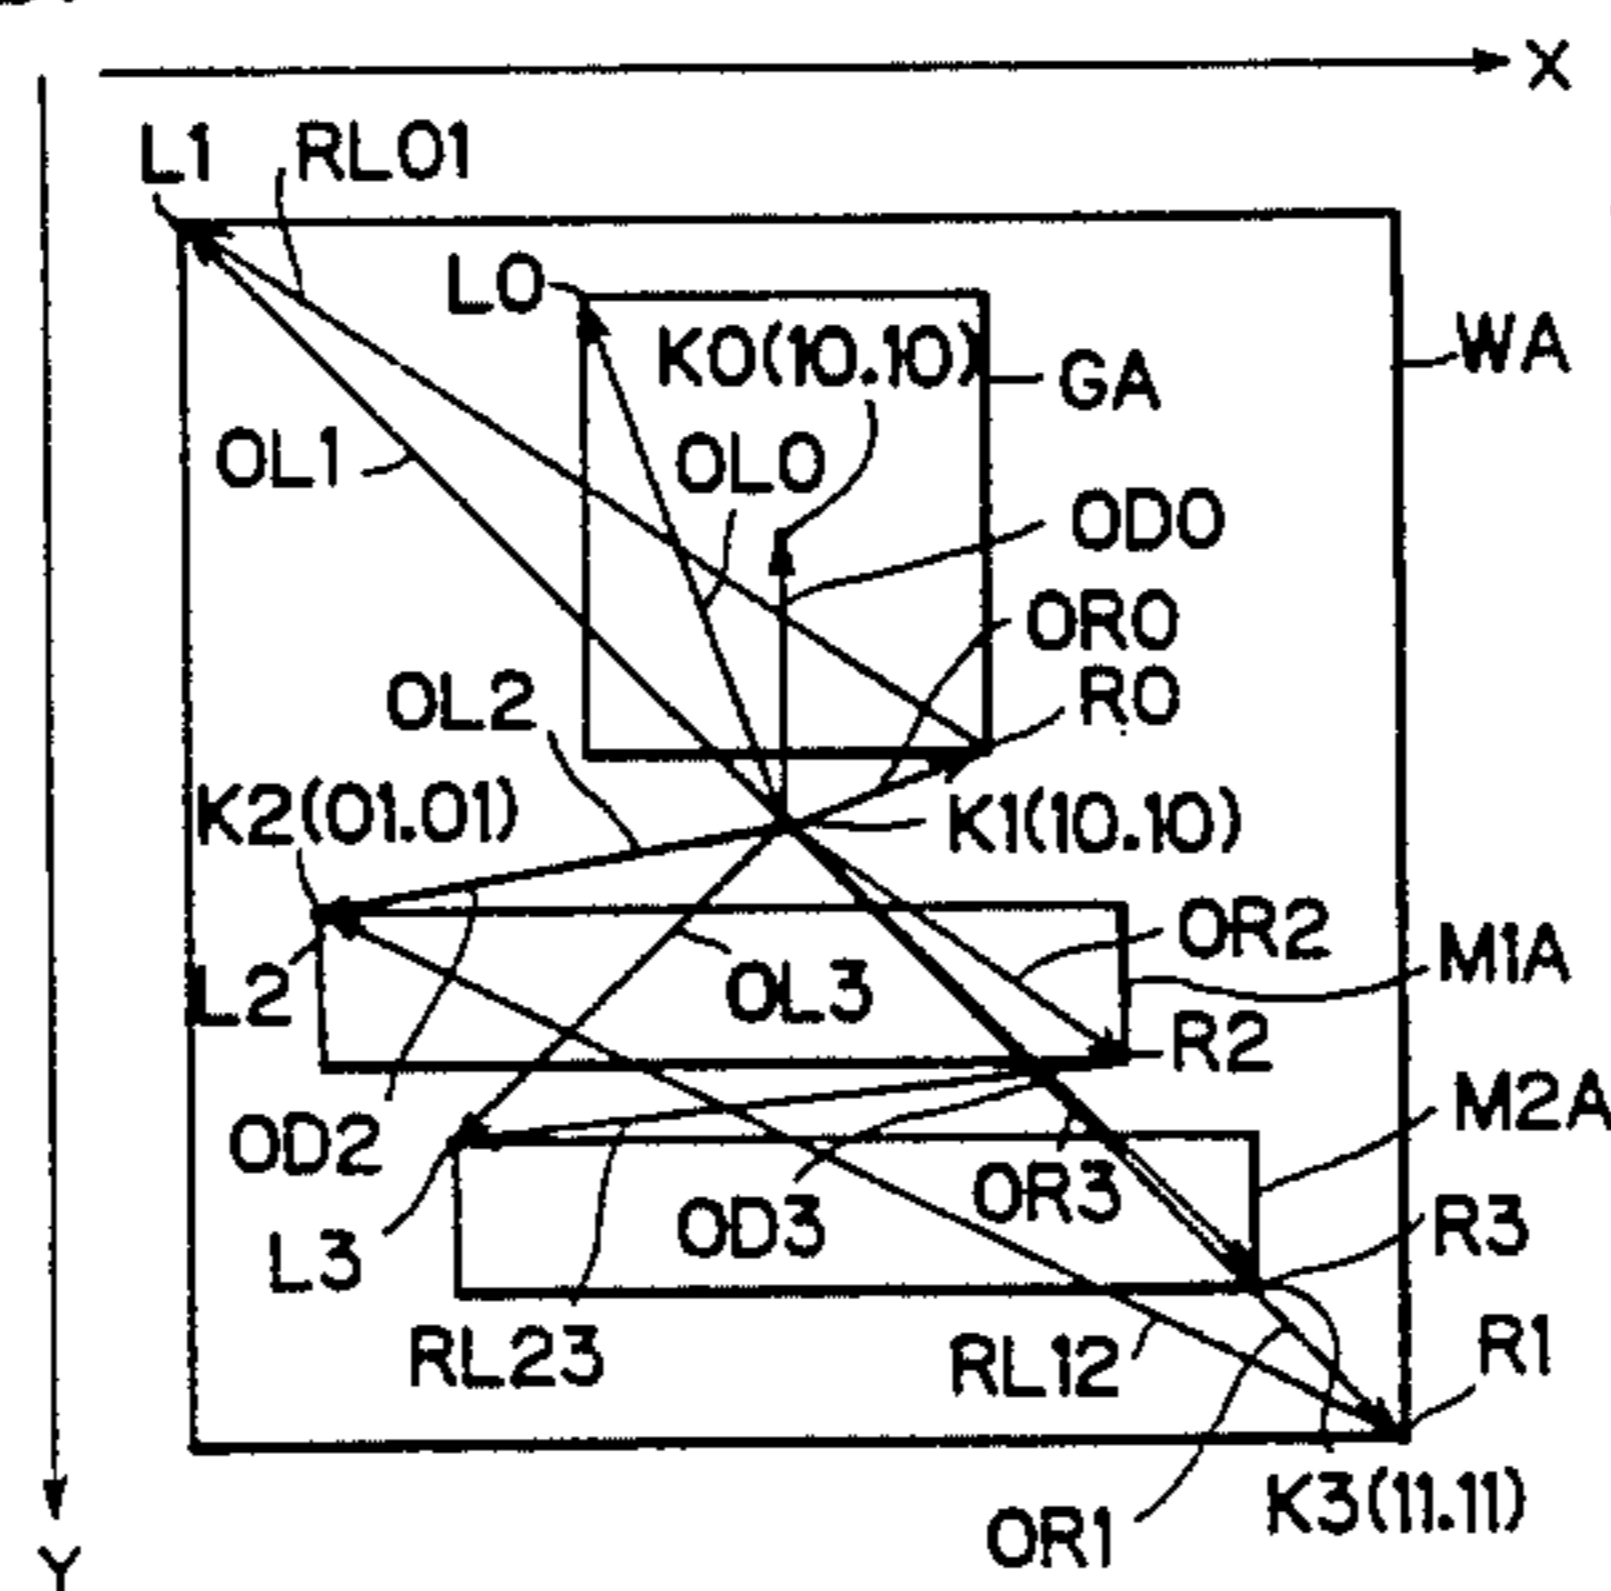 X
L1
RL01
L0
K0(10.10)
WA
GA
OL1
OL0
OD0
OR0
R0
OL2
K2(01.01)
K1(10.10)
OR2
M1A
L2
OL3
R2
M2A
OD2
OR3
OD3
R3
L3
RL23
RL12
R1
K3(11.11)
OR1
Y